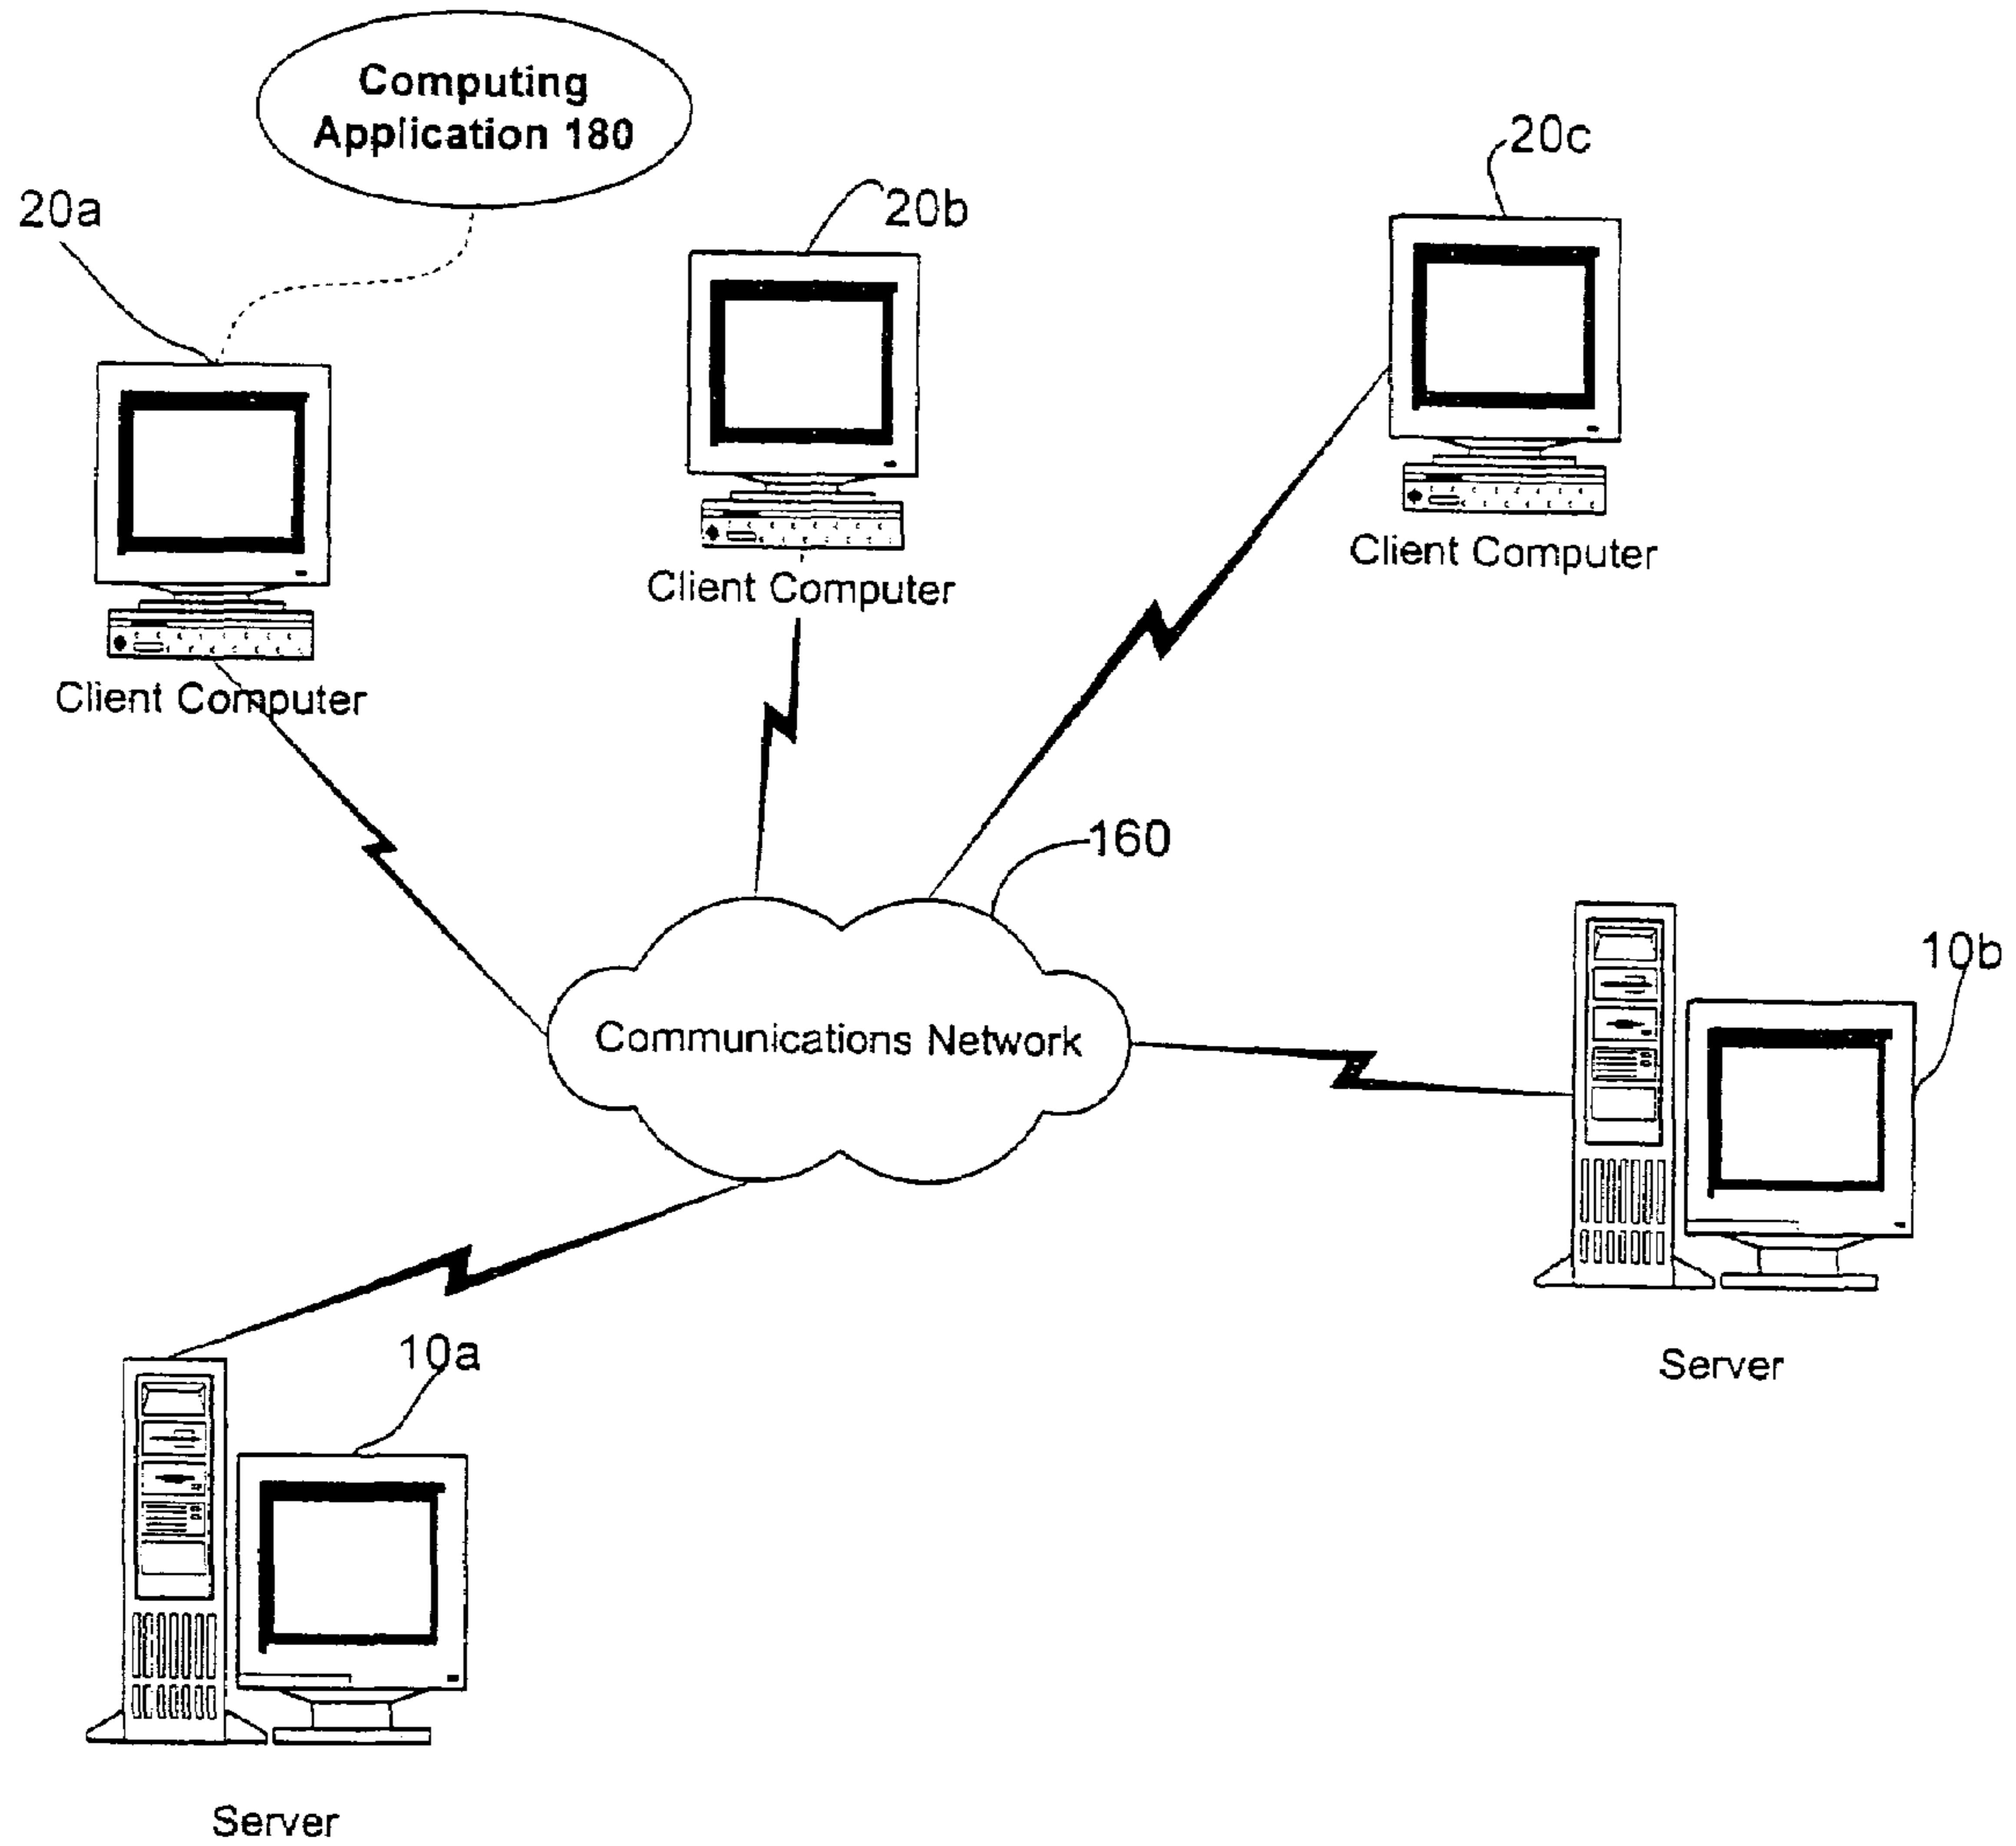 Computing
Application 180
20c
20a
20b
Client Computer
Client Computer
Client Computer
160
10b
Communications Network
10a
Server
Server